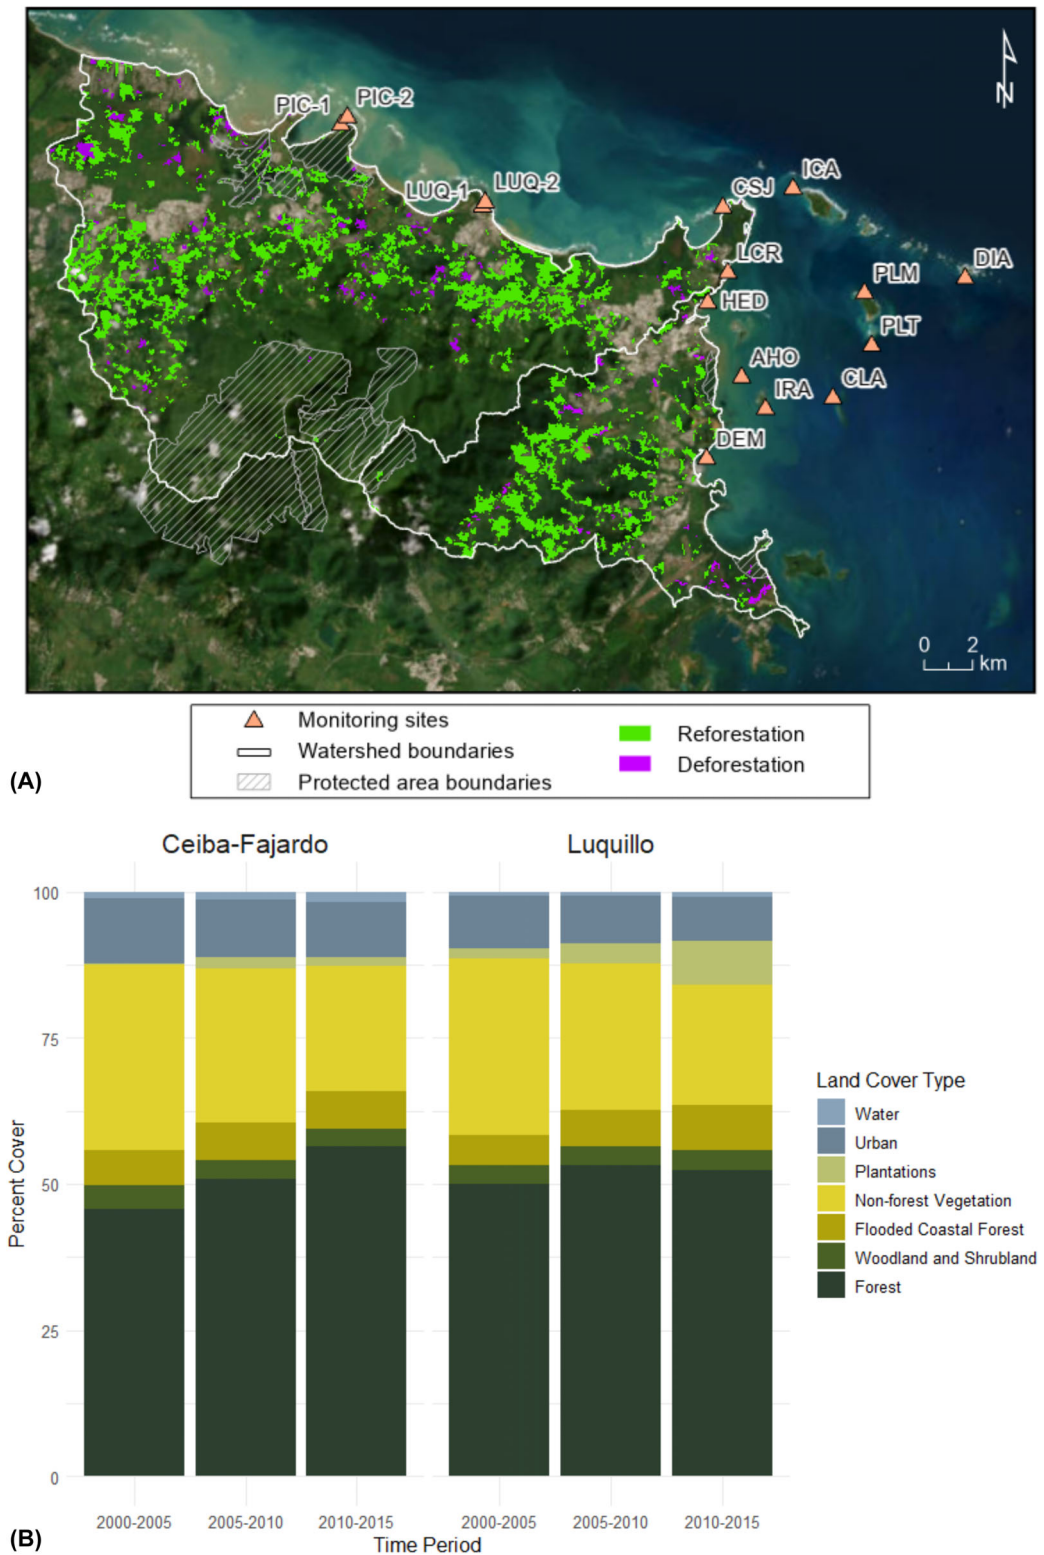 N
PIC-1
PIC-2
LUQ-1
LUQ-2
CSJ
ICA
LCR
DIA
PLM
HED
PLT
AHO
IRA
CLA
DEM
0 2
km
Monitoring sites
Watershed boundaries
Protected area boundaries
Reforestation
Deforestation
(A)
Ceiba-Fajardo
Luquillo
100
75
50
25
0
Percent Cover
2000-2005
2005-2010
2010-2015
2000-2005
2005-2010
2010-2015
Time Period
Land Cover Type
Water
Urban
Plantations
Non-forest Vegetation
Flooded Coastal Forest
Woodland and Shrubland
Forest
(B)